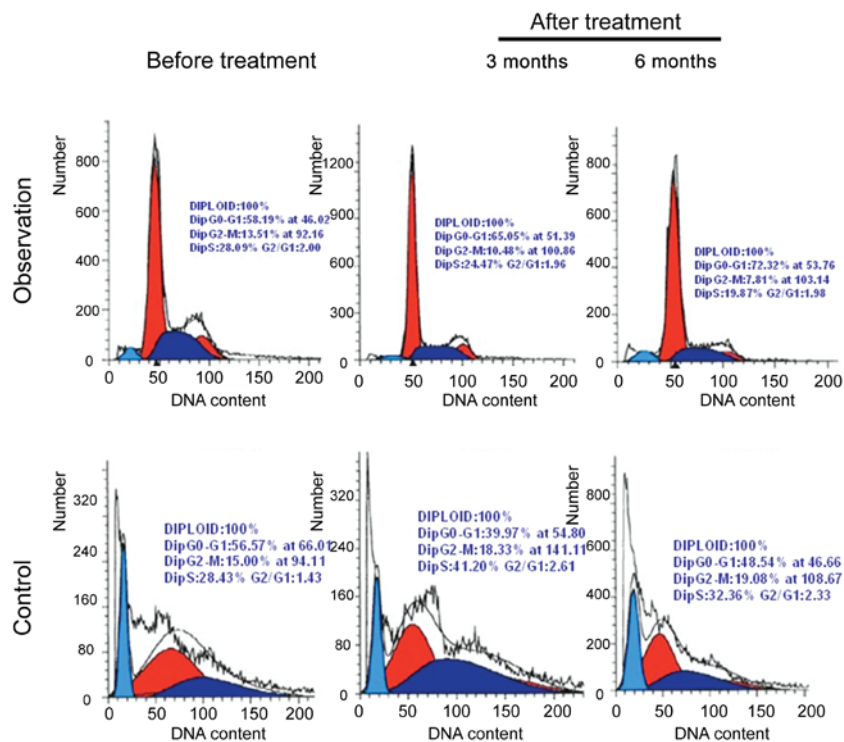 After treatment
Before treatment
3 months
6 months
Observation
Number
800
600
400
200
0
DIPLOID:100%
DipG0-G1:58.19% at 46.02
DipG2-M:13.51% at 92.16
DipS:28.09% G2/G1:2.00
0 50 100 150 200
DNA content
Number
1200
900
600
300
0
DIPLOID:100%
DipG0-G1:65.05% at 51.39
DipG2-M:10.48% at 100.86
DipS:24.47% G2/G1:1.96
0 50 100 150 200
DNA content
Number
800
600
400
200
0
DIPLOID:100%
DipG0-G1:72.32% at 53.76
DipG2-M:7.81% at 103.14
DipS:19.87% G2/G1:1.98
0 50 100 150 200
DNA content
Control
Number
320
240
160
80
0
DIPLOID:100%
DipG0-G1:56.57% at 66.01
DipG2-M:15.00% at 94.11
DipS:28.43% G2/G1:1.43
0 50 100 150 200
DNA content
Number
320
240
160
80
0
DIPLOID:100%
DipG0-G1:39.97% at 54.80
DipG2-M:18.33% at 141.11
DipS:41.20% G2/G1:2.61
0 50 100 150 200
DNA content
Number
800
600
400
200
0
DIPLOID:100%
DipG0-G1:48.54% at 46.66
DipG2-M:19.08% at 108.67
DipS:32.36% G2/G1:2.33
0 50 100 150 200
DNA content